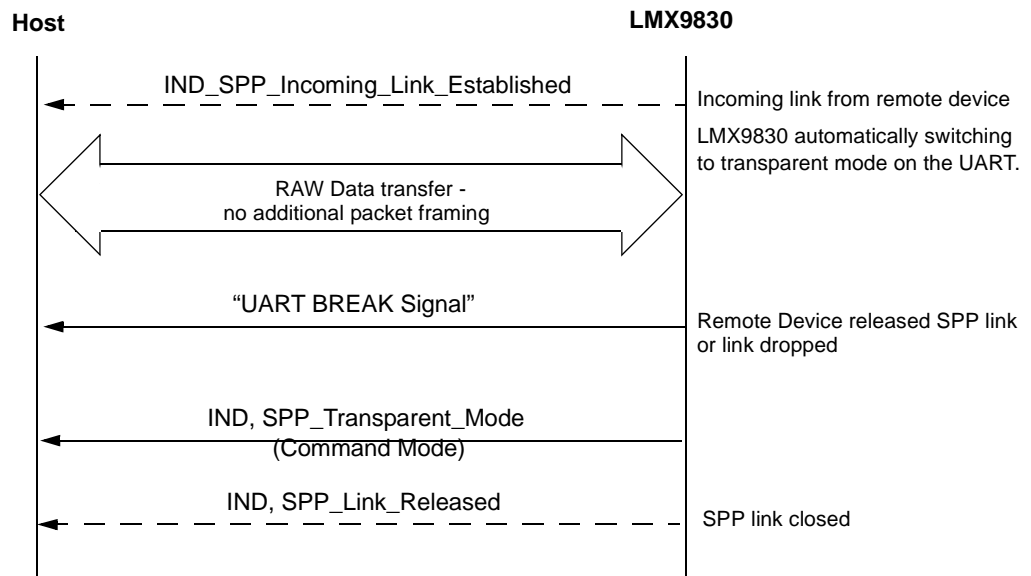 Host
LMX9830
IND_SPP_Incoming_Link_Established
Incoming link from remote device
LMX9830 automatically switching
to transparent mode on the UART.
RAW Data transfer -
no additional packet framing
“UART BREAK Signal”
Remote Device released SPP link
or link dropped
IND, SPP_Transparent_Mode
(Command Mode)
IND, SPP_Link_Released
SPP link closed